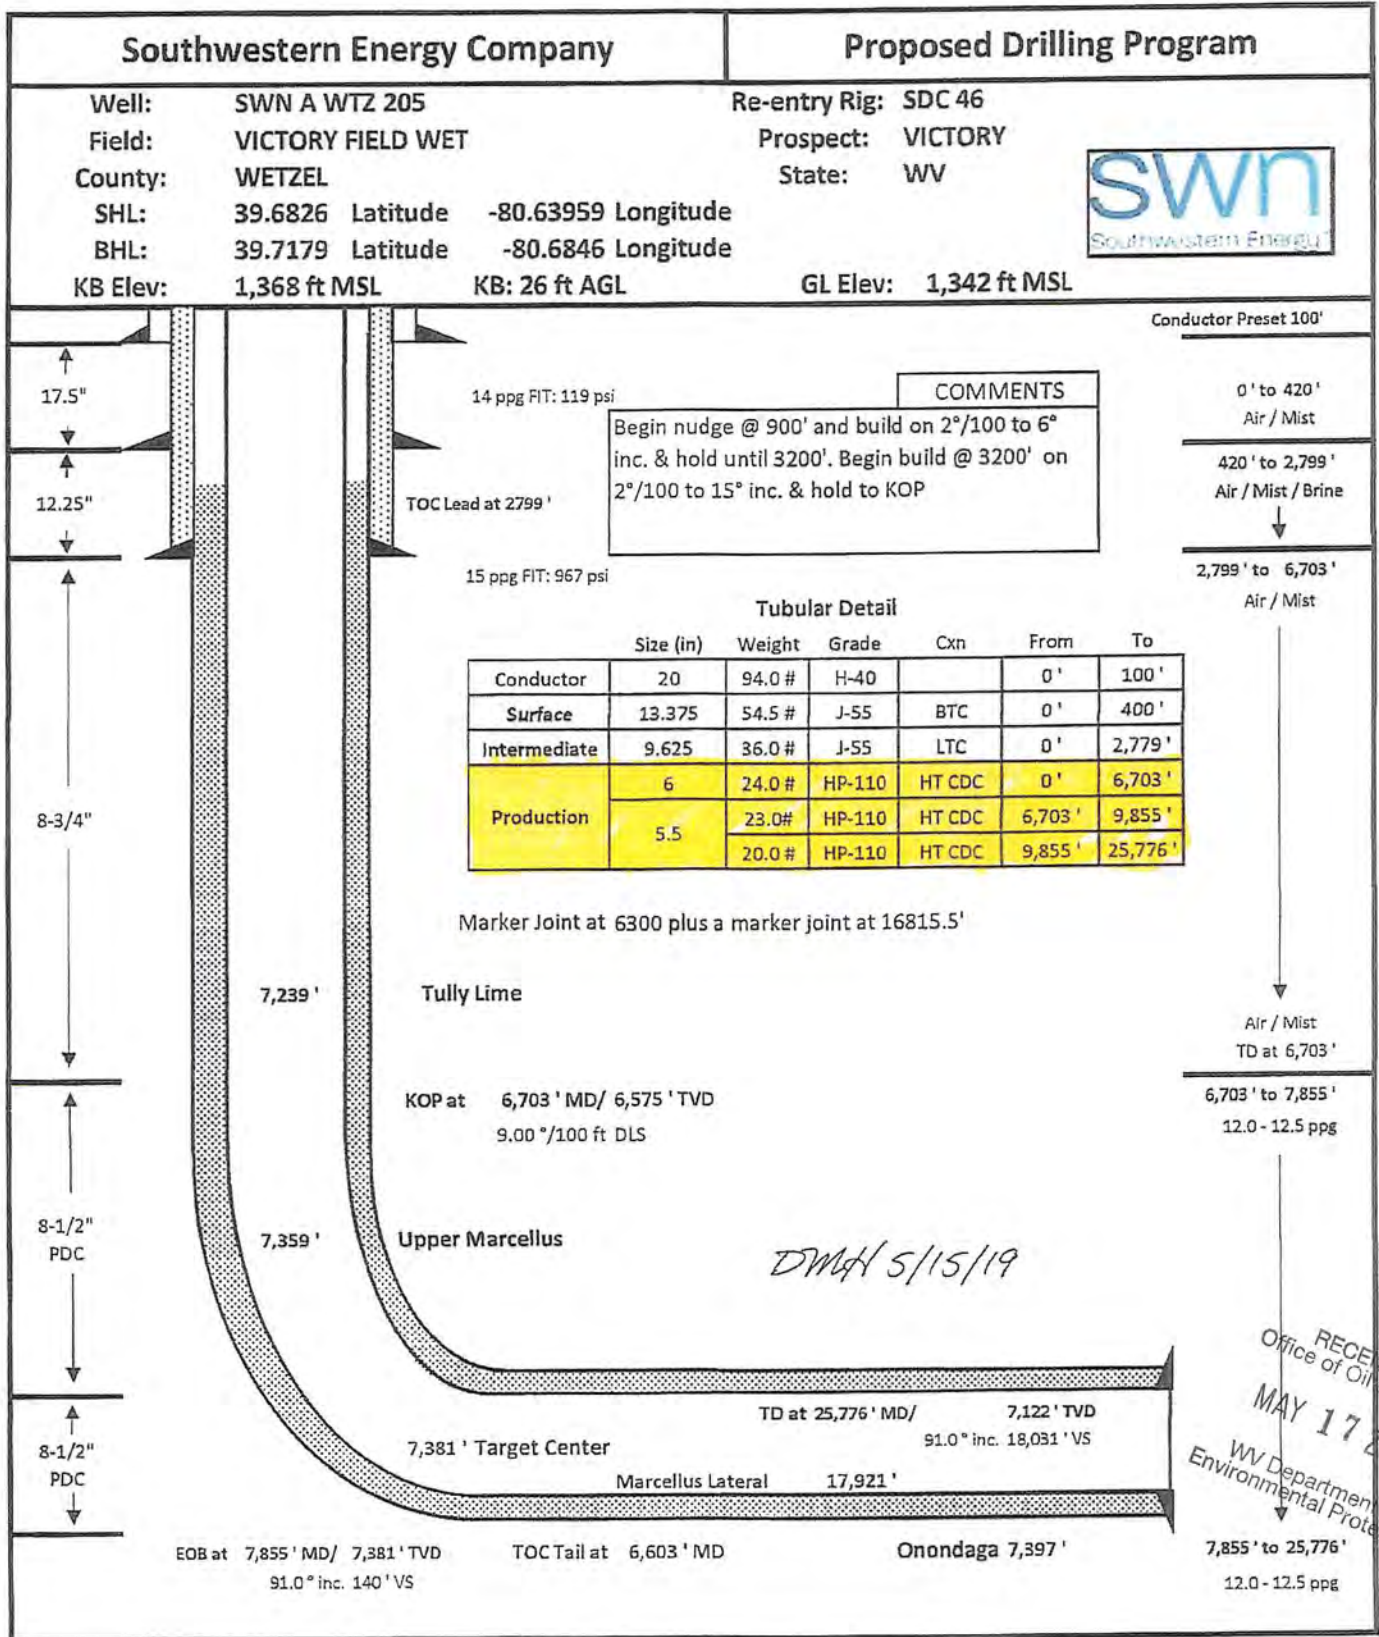 Southwestern Energy Company
Proposed Drilling Program
Well: SWN A WTZ 205
Re-entry Rig: SDC 46
Field: VICTORY FIELD WET
Prospect: VICTORY
County: WETZEL
State: WV
SHL: 39.6826 Latitude -80.63959 Longitude
BHL: 39.7179 Latitude -80.6846 Longitude
KB Elev: 1,368 ft MSL KB: 26 ft AGL GL Elev: 1,342 ft MSL
swn
Southwestern Energy
Conductor Preset 100'
17.5"
14 ppg FIT: 119 psi
COMMENTS
Begin nudge @ 900' and build on 2°/100 to 6°
inc. & hold until 3200'. Begin build @ 3200' on
2°/100 to 15° inc. & hold to KOP
0 ' to 420 '
Air / Mist
12.25"
TOC Lead at 2799 '
420 ' to 2,799 '
Air / Mist / Brine
15 ppg FIT: 967 psi
2,799 ' to 6,703 '
Air / Mist
Tubular Detail
Size (in) Weight Grade Cxn From To
Conductor 20 94.0 # H-40 0 ' 100 '
Surface 13.375 54.5 # J-55 BTC 0 ' 400 '
Intermediate 9.625 36.0 # J-55 LTC 0 ' 2,779 '
Production 6 24.0 # HP-110 HT CDC 0 ' 6,703 '
5.5 23.0# HP-110 HT CDC 6,703 ' 9,855 '
20.0 # HP-110 HT CDC 9,855 ' 25,776 '
8-3/4"
Marker Joint at 6300 plus a marker joint at 16815.5'
7,239 ' Tully Lime
Air / Mist
TD at 6,703 '
KOP at 6,703 ' MD/ 6,575 ' TVD
9.00 °/100 ft DLS
6,703 ' to 7,855 '
12.0 - 12.5 ppg
8-1/2"
PDC
7,359 ' Upper Marcellus
DMH 5/15/19
RECE
Office of Oil
MAY 17 2
WV Department
Environmental Prote
TD at 25,776 ' MD/ 7,122 ' TVD
91.0 ° inc. 18,031 ' VS
8-1/2"
PDC
7,381 ' Target Center
Marcellus Lateral 17,921 '
EOB at 7,855 ' MD/ 7,381 ' TVD
91.0 ° inc. 140 ' VS
TOC Tail at 6,603 ' MD
Onondaga 7,397 '
7,855 ' to 25,776 '
12.0 - 12.5 ppg